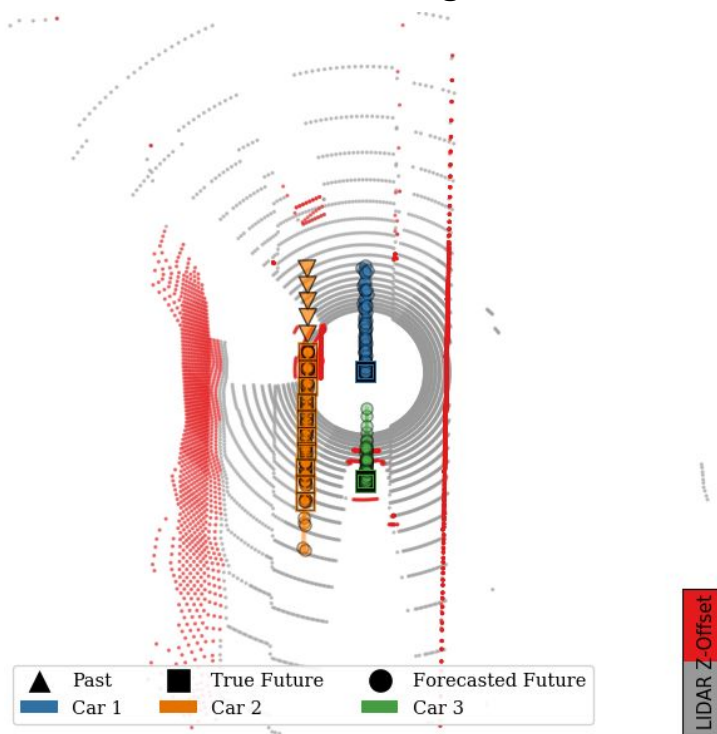 Past
True Future
Forecasted Future
Car 1
Car 2
Car 3
LIDAR Z-Offset